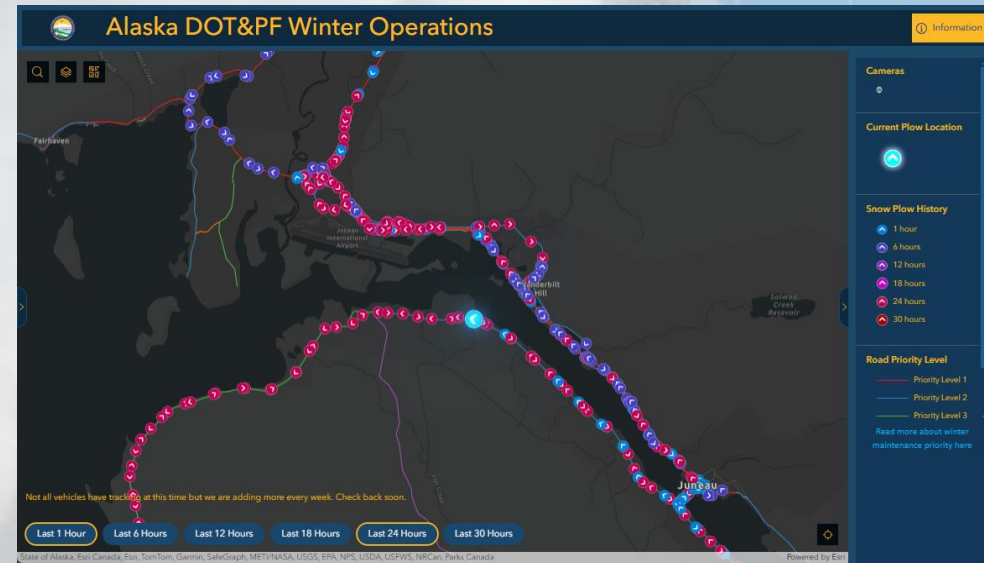 Alaska DOT&PF Winter Operations
Information
Fairhaven
Juneau
International
Airport
Vanderbilt
Hill
Salmon
Creek
Resevoir
Juneau
Not all vehicles have tracking at this time but we are adding more every week. Check back soon.
Last 1 Hour
Last 6 Hours
Last 12 Hours
Last 18 Hours
Last 24 Hours
Last 30 Hours
State of Alaska, Esri Canada, Esri, TomTom, Garmin, SafeGraph, METI/NASA, USGS, EPA, NPS, USDA, USFWS, NRCan, Parks Canada
Powered by Esri
Cameras
Current Plow Location
Snow Plow History
1 hour
6 hours
12 hours
18 hours
24 hours
30 hours
Road Priority Level
Priority Level 1
Priority Level 2
Priority Level 3
Read more about winter
maintenance priority here